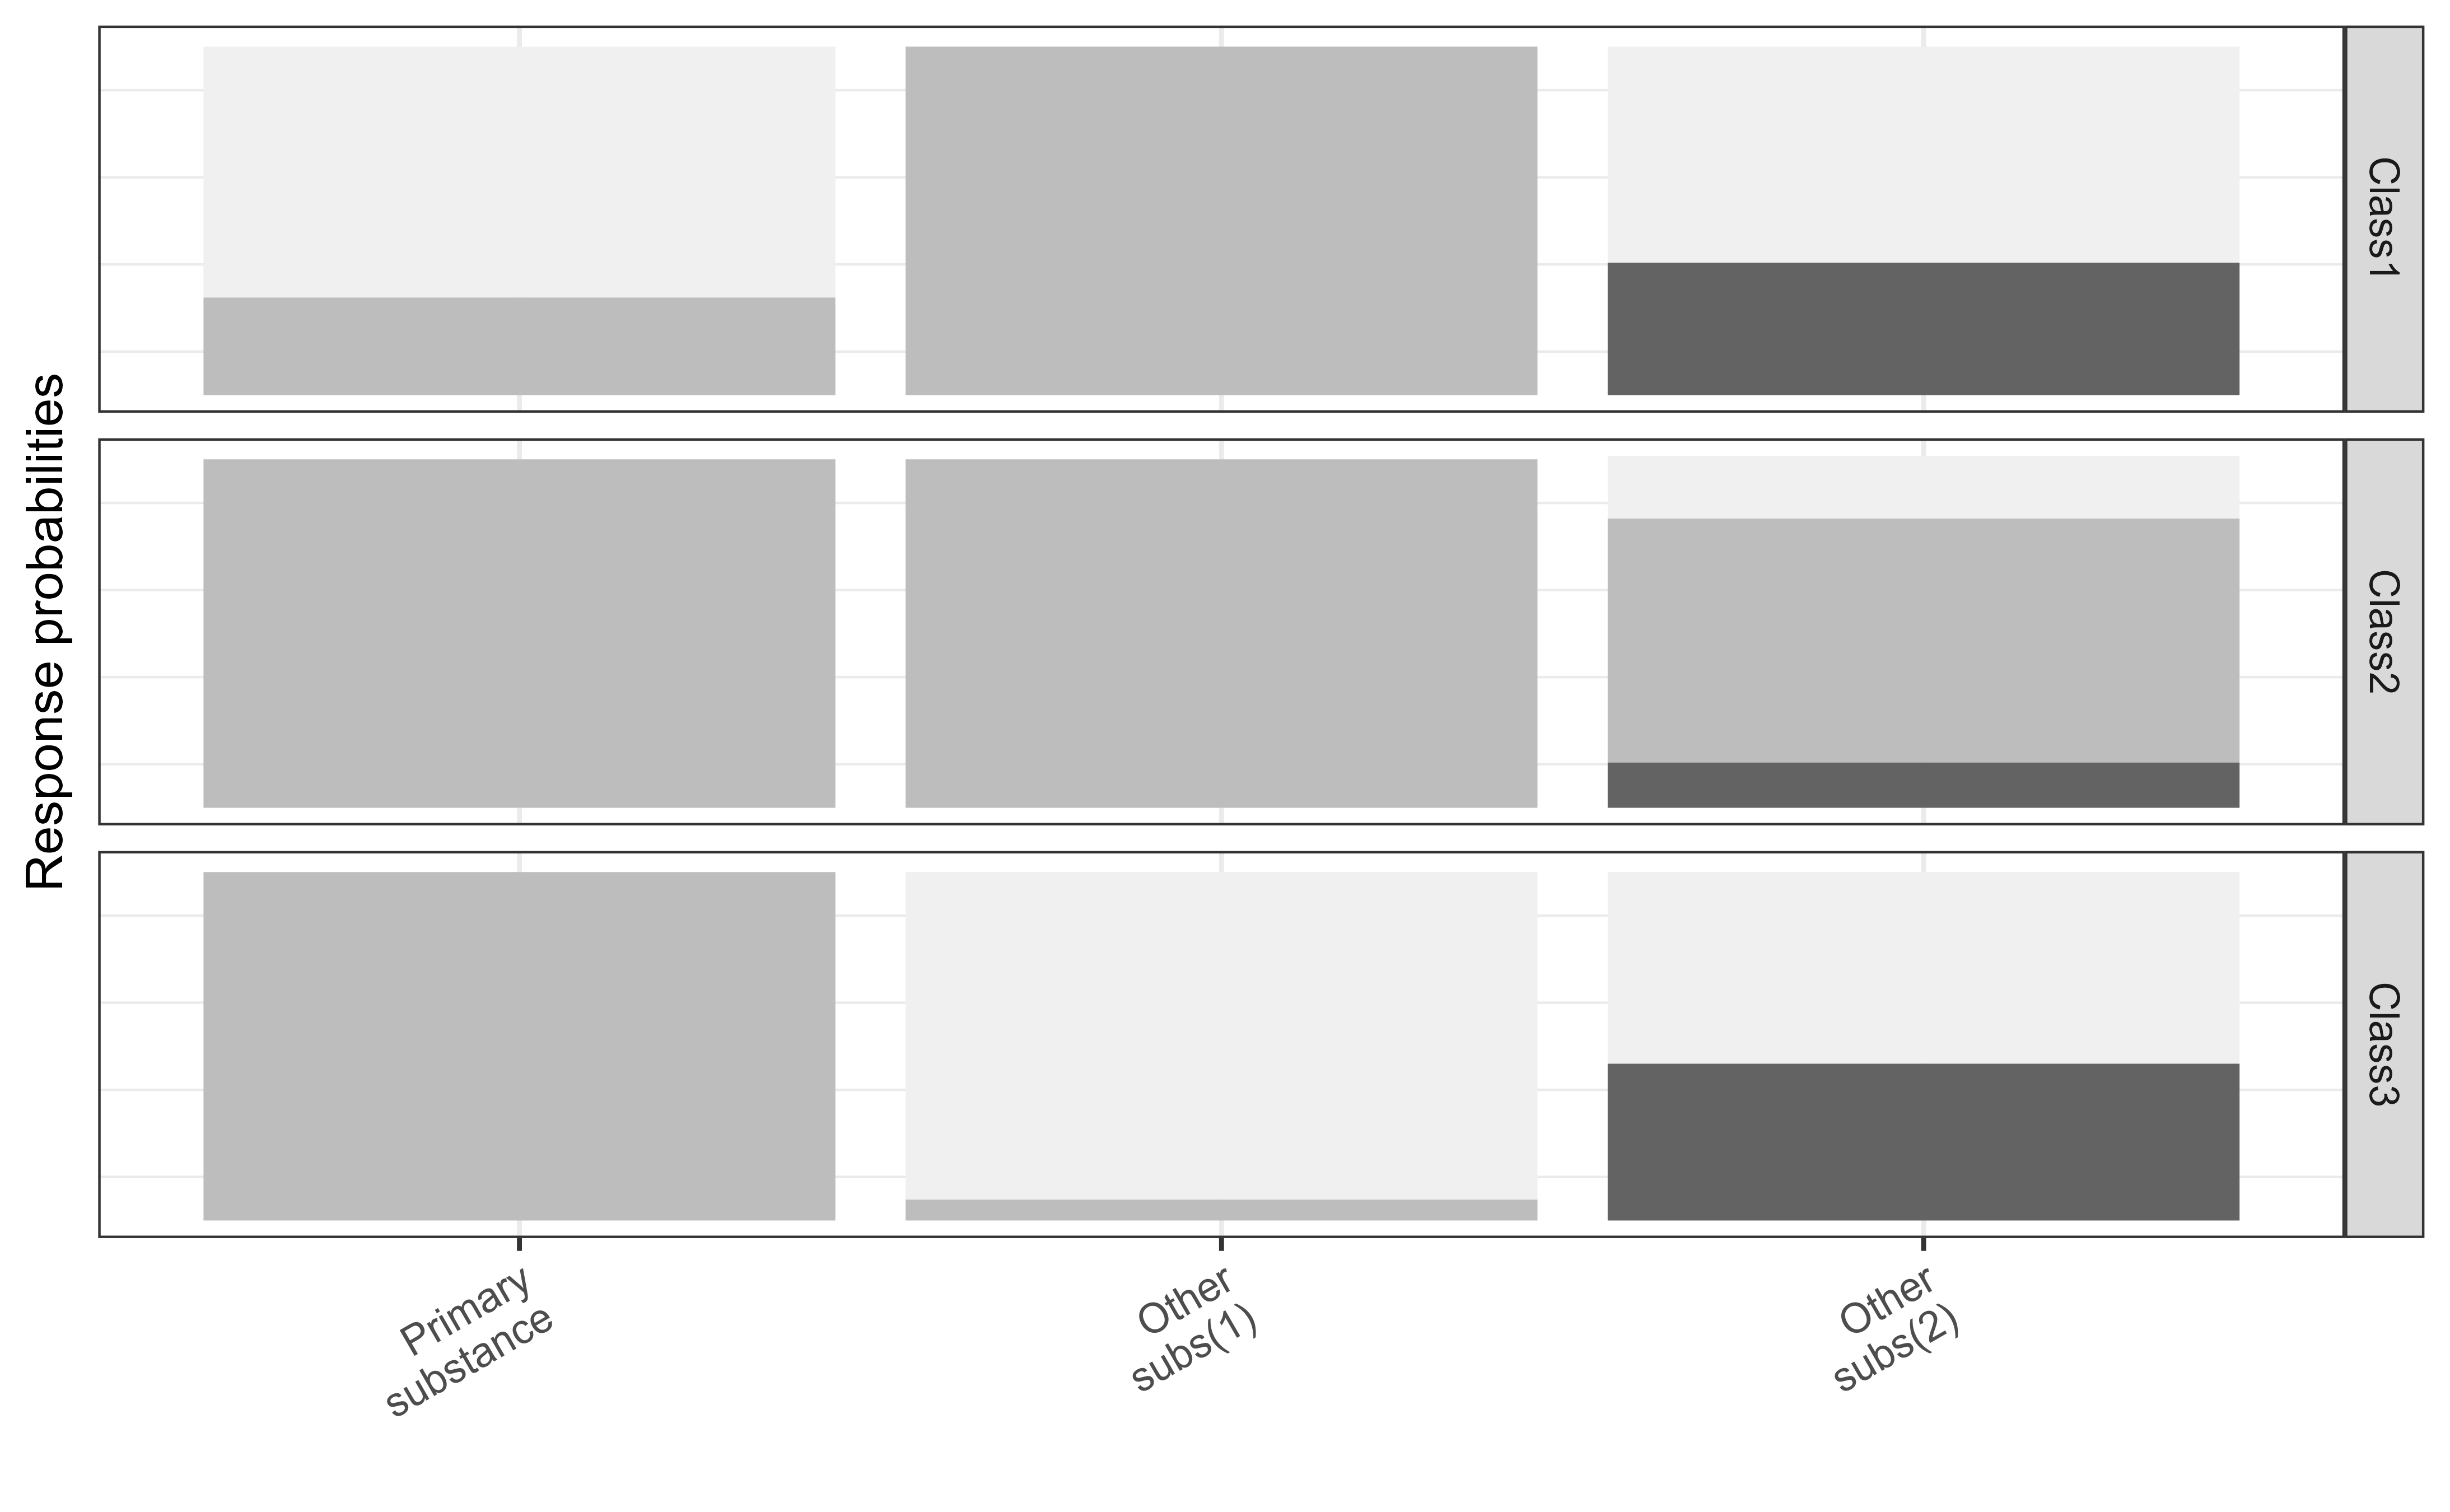 Response probabilities
Class1
Class2
Class3
Primary
substance
Other
subs(1)
Other
subs(2)